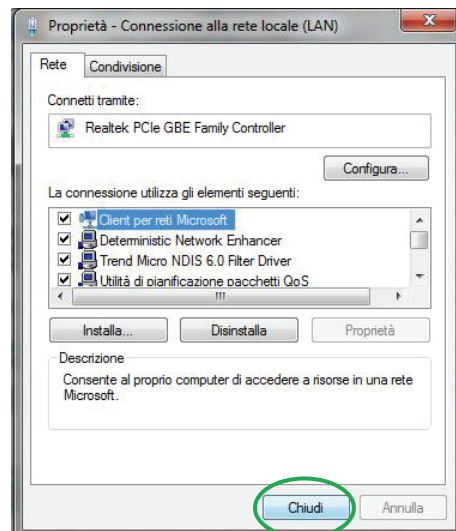 Proprietà - Connessione alla rete locale (LAN)
Rete Condivisione
Connetti tramite:
Realtek PCIe GBE Family Controller
Configura...
La connessione utilizza gli elementi seguenti:
Client per reti Microsoft
Deterministic Network Enhancer
Trend Micro NDIS 6.0 Filter Driver
Utilità di pianificazione pacchetti QoS
Installa... Disinstalla Proprietà
Descrizione
Consente al proprio computer di accedere a risorse in una rete
Microsoft.
Chiudi Annulla